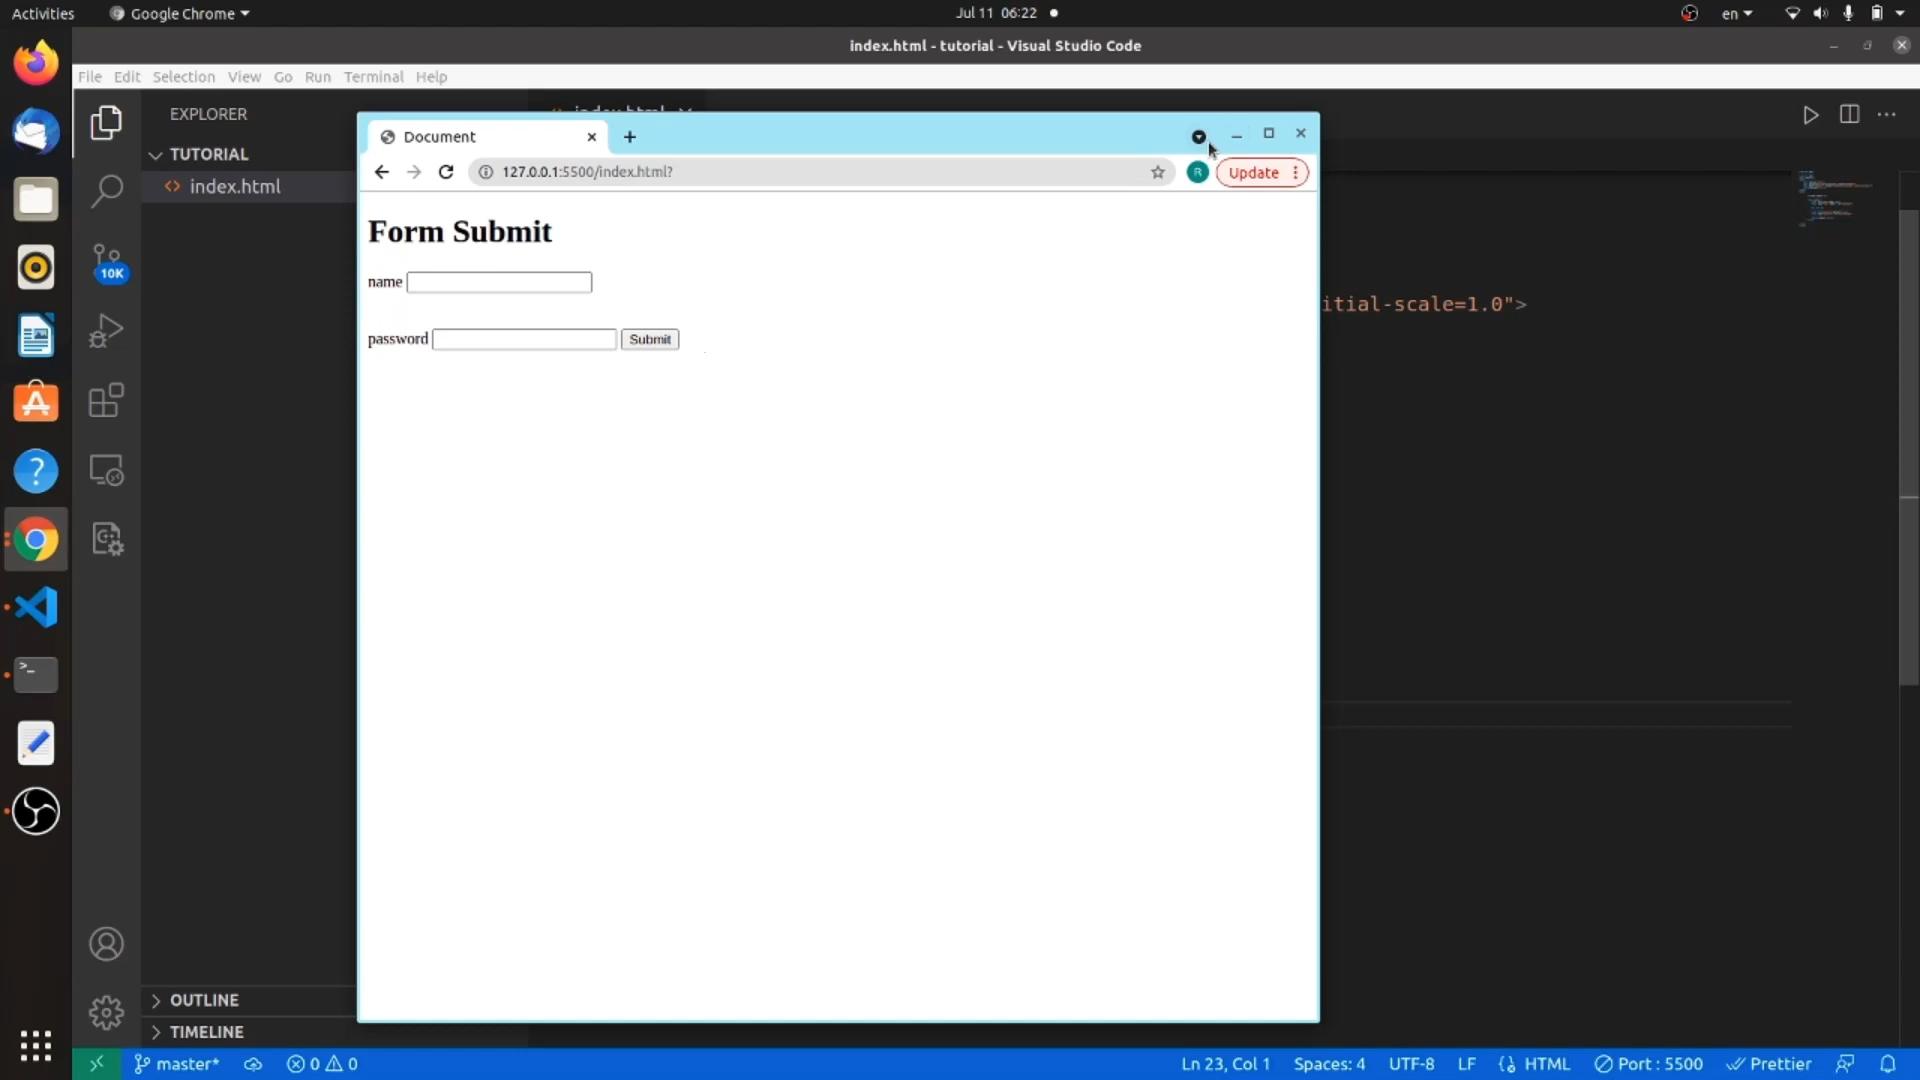 Activities
Google Chrome
Jul 11 06:22
en
index.html - tutorial - Visual Studio Code
File Edit Selection View Go Run Terminal Help
EXPLORER
index.html
TUTORIAL
index.html
10K
Document
127.0.0.1:5500/index.html?
R
Update
Form Submit
name
password
Submit
itial-scale=1.0">
OUTLINE
TIMELINE
master*
0
0
Ln 23, Col 1
Spaces: 4
UTF-8
LF
HTML
Port : 5500
Prettier